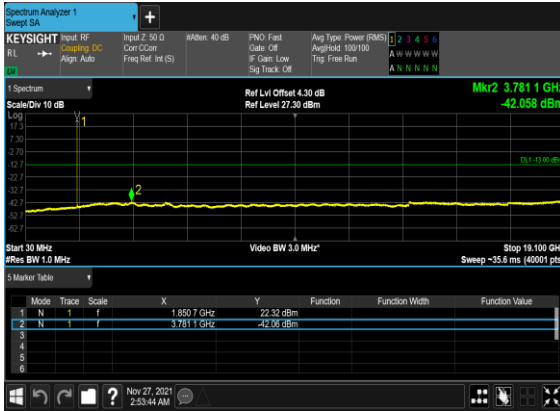 Spectrum Analyzer 1
Swept SA
+
KEYSIGHT
RL
Input: RF
Coupling: DC
Align: Auto
Input Z: 50 Ω
Corr CCorr
Freq Ref: Int (S)
#Atten: 40 dB
PNO: Fast
Gate: Off
IF Gain: Low
Sig Track: Off
Avg Type: Power (RMS)
Avg|Hold: 100/100
Trig: Free Run
1 2 3 4 5 6
A W W W W W
A N N N N N
1 Spectrum
Scale/Div 10 dB
Ref Lvl Offset 4.30 dB
Ref Level 27.30 dBm
Mkr2 3.781 1 GHz
-42.058 dBm
Log
17.3
7.30
-2.70
-12.7
-22.7
-32.7
-42.7
-52.7
-62.7
1
2
DL1 -13.00 dBm
Start 30 MHz
#Res BW 1.0 MHz
Video BW 3.0 MHz*
Stop 19.100 GHz
Sweep ~35.6 ms (40001 pts)
5 Marker Table
Mode Trace Scale X Y Function Function Width Function Value
1 N 1 f 1.850 7 GHz 22.32 dBm
2 N 1 f 3.781 1 GHz -42.06 dBm
3
4
5
6
?
Nov 27, 2021
2:53:44 AM